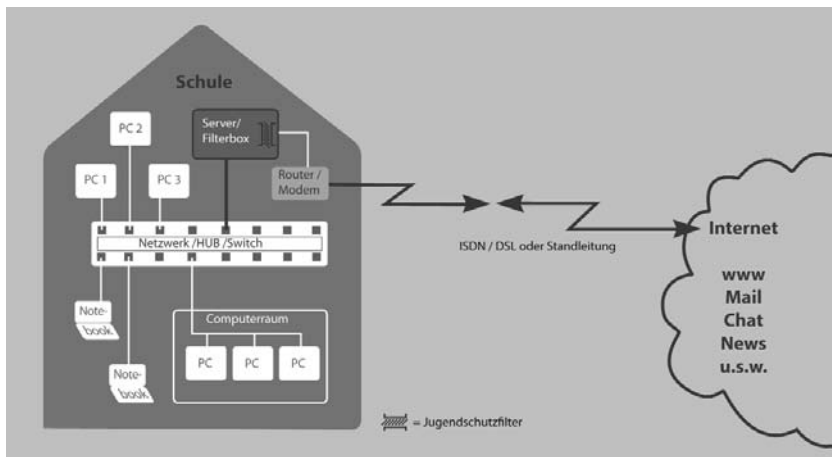 Schule
PC 2
Server/
Filterbox
PC 1
PC 3
Router /
Modem
Netzwerk /HUB /Switch
Note-
book
Note-
book
Computerraum
PC
PC
PC
ISDN / DSL oder Standleitung
Internet
www
Mail
Chat
News
u.s.w.
= Jugendschutzfilter